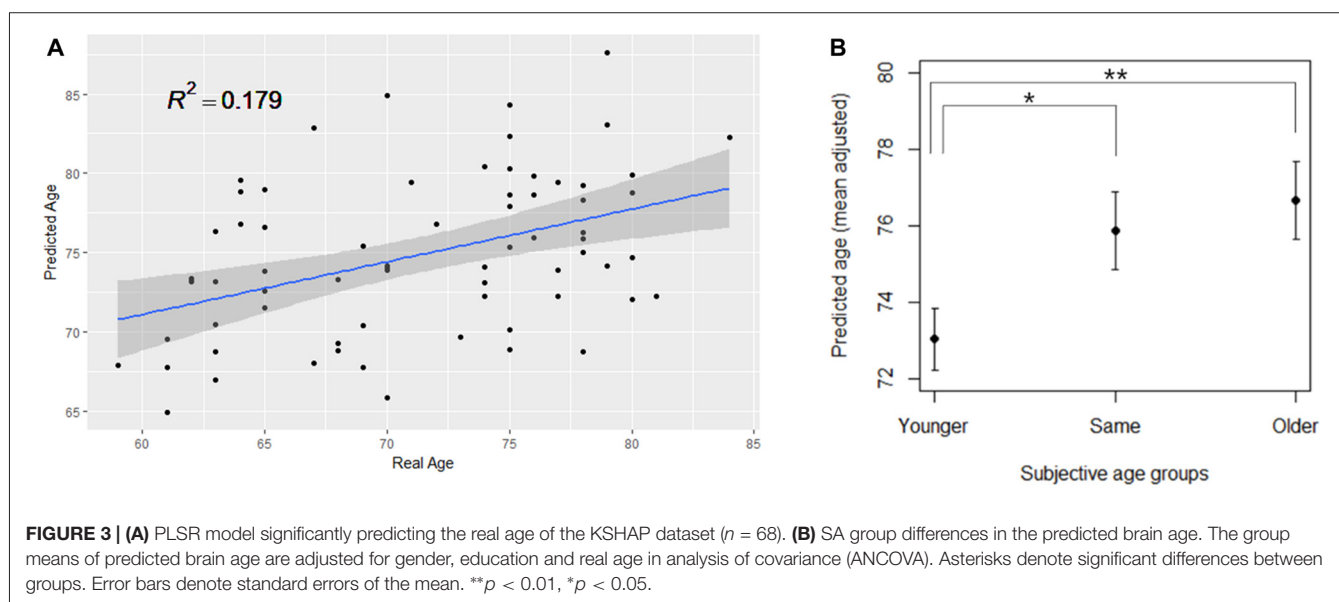 A
R² = 0.179
85
80
75
70
65
Predicted Age
60
65
70
75
80
85
Real Age
B
**
*
80
78
76
74
72
Predicted age (mean adjusted)
Younger
Same
Older
Subjective age groups
FIGURE 3 | (A) PLSR model significantly predicting the real age of the KSHAP dataset (n = 68). (B) SA group differences in the predicted brain age. The group
means of predicted brain age are adjusted for gender, education and real age in analysis of covariance (ANCOVA). Asterisks denote significant differences between
groups. Error bars denote standard errors of the mean. **p < 0.01, *p < 0.05.